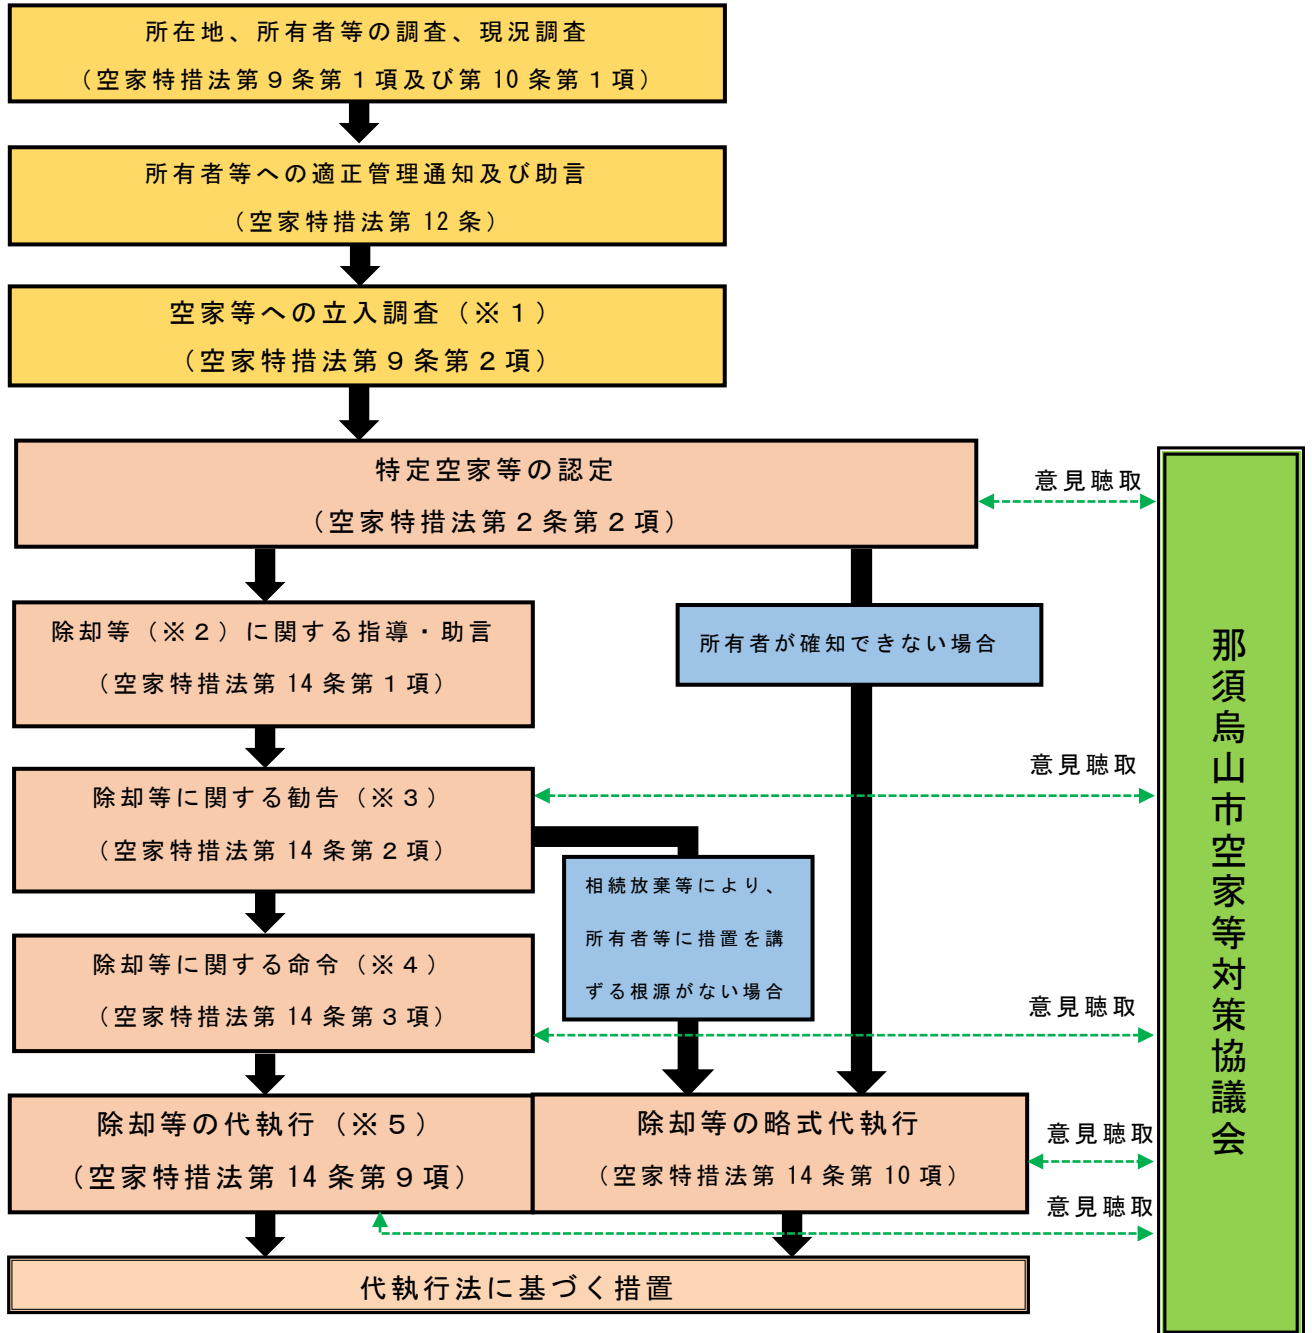 所在地、所有者等の調査、現況調査
（空家特措法第９条第１項及び第10条第１項）
所有者等への適正管理通知及び助言
（空家特措法第12条）
空家等への立入調査（※１）
（空家特措法第９条第２項）
特定空家等の認定
（空家特措法第２条第２項）
意見聴取
除却等（※２）に関する指導・助言
（空家特措法第14条第１項）
所有者が確知できない場合
那須烏山市空家等対策協議会
除却等に関する勧告（※３）
（空家特措法第14条第２項）
意見聴取
相続放棄等により、
所有者等に措置を講
ずる根源がない場合
除却等に関する命令（※４）
（空家特措法第14条第３項）
意見聴取
除却等の代執行（※５）
（空家特措法第14条第９項）
除却等の略式代執行
（空家特措法第14条第10項）
意見聴取
意見聴取
代執行法に基づく措置